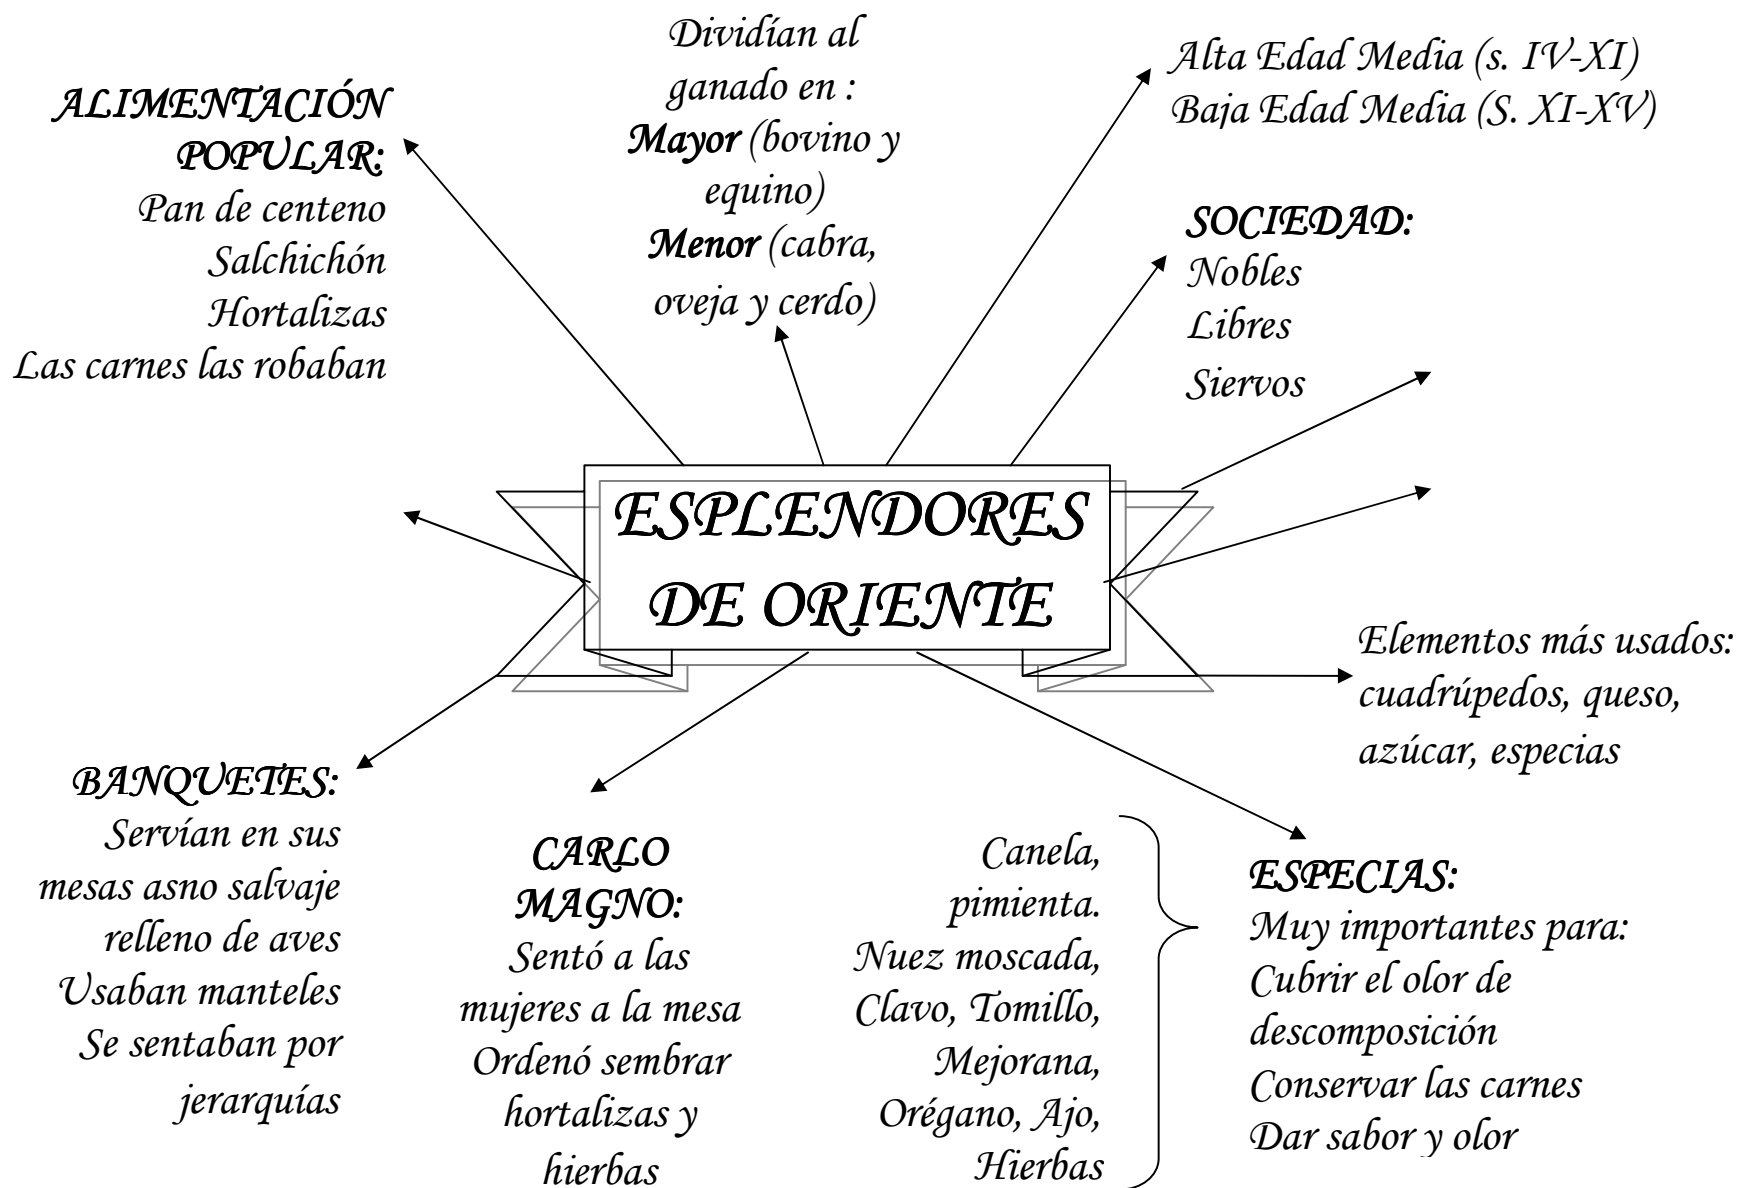 ALIMENTACIÓN
POPULAR:
Pan de centeno
Salchichón
Hortalizas
Las carnes las robaban
Dividían al
ganado en :
Mayor (bovino y
equino)
Menor (cabra,
oveja y cerdo)
Alta Edad Media (s. IV-XI)
Baja Edad Media (S. XI-XV)
SOCIEDAD:
Nobles
Libres
Siervos
ESPLENDORES
DE ORIENTE
Elementos más usados:
cuadrúpedos, queso,
azúcar, especias
BANQUETES:
Servían en sus
mesas asno salvaje
relleno de aves
Usaban manteles
Se sentaban por
jerarquías
CARLO
MAGNO:
Sentó a las
mujeres a la mesa
Ordenó sembrar
hortalizas y
hierbas
Canela,
pimienta.
Nuez moscada,
Clavo, Tomillo,
Mejorana,
Orégano, Ajo,
Hierbas
ESPECIAS:
Muy importantes para:
Cubrir el olor de
descomposición
Conservar las carnes
Dar sabor y olor